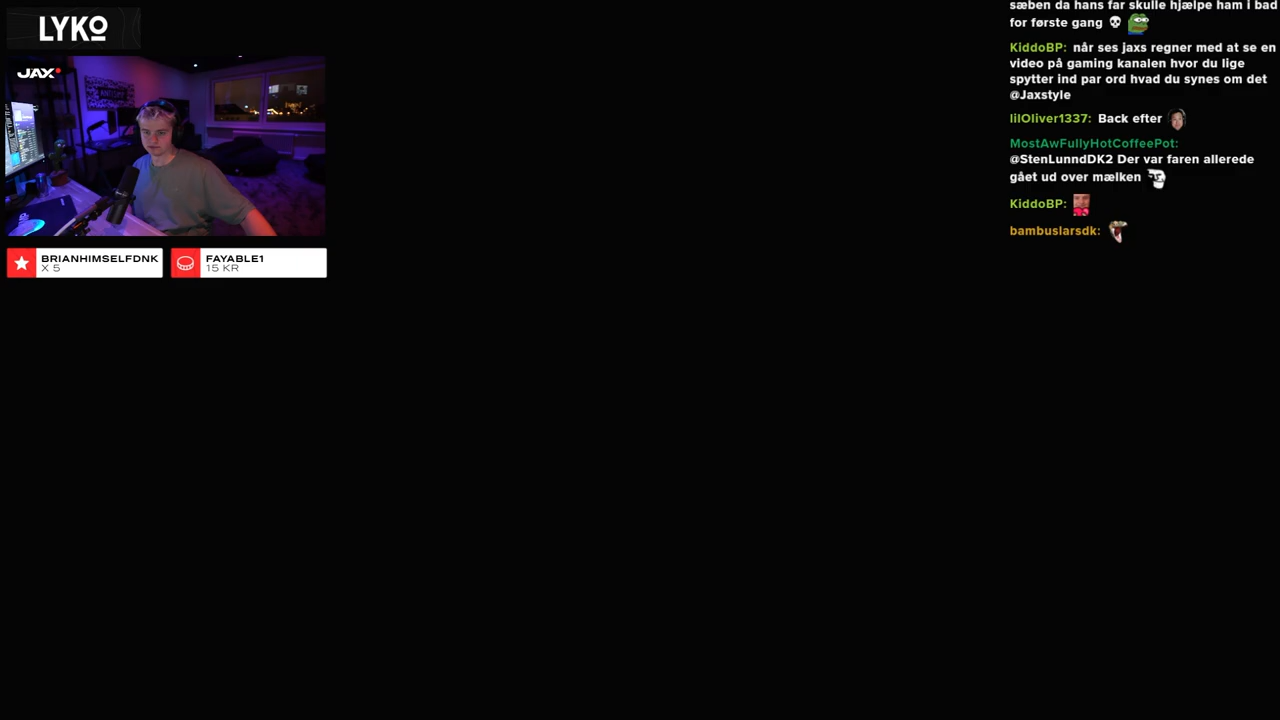 LYKO
JAX
BRIANHIMSELFDNK
X 5
FAYABLE1
15 KR
sæben da hans far skulle hjælpe ham i bad
for første gang
KiddoBP: når ses jaxs regner med at se en
video på gaming kanalen hvor du lige
spytter ind par ord hvad du synes om det
@Jaxstyle
lilOliver1337: Back efter
MostAwFullyHotCoffeePot:
@StenLunndDK2 Der var faren allerede
gået ud over mælken
KiddoBP:
bambuslarsdk: